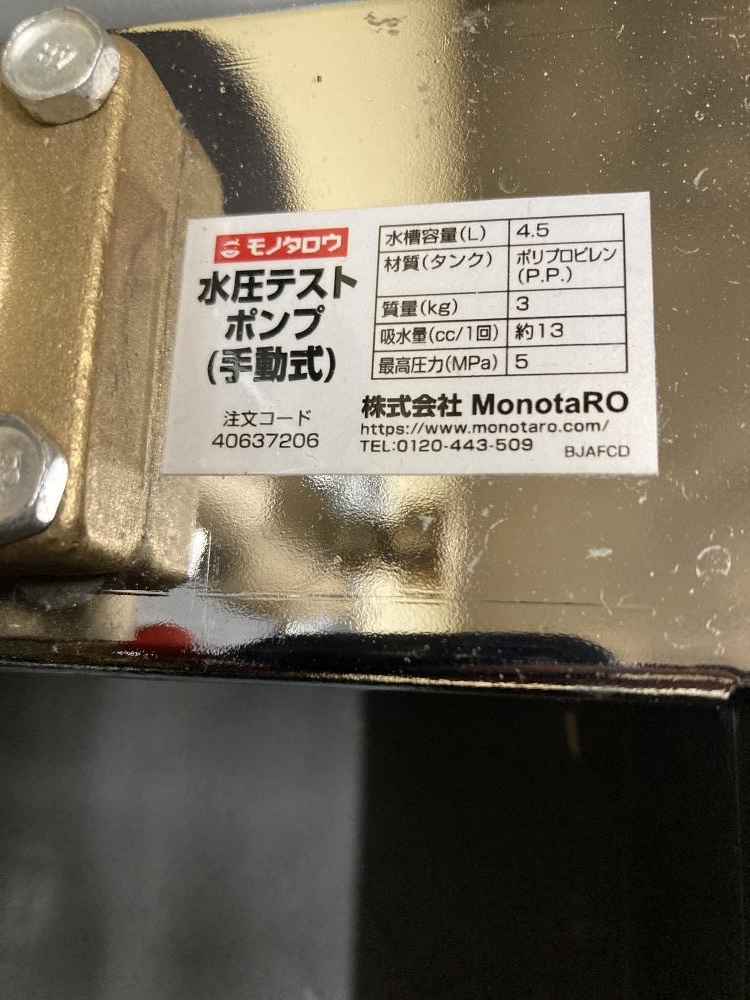 モノタロウ
水圧テスト
ポンプ
(手動式)
注文コード
40637206
水槽容量(L) 4.5
材質(タンク) ポリプロピレン
(P.P.)
質量(kg) 3
吸水量(cc/1回) 約13
最高圧力(MPa) 5
株式会社 MonotaRO
https://www.monotaro.com/
TEL:0120-443-509
BJAFCD